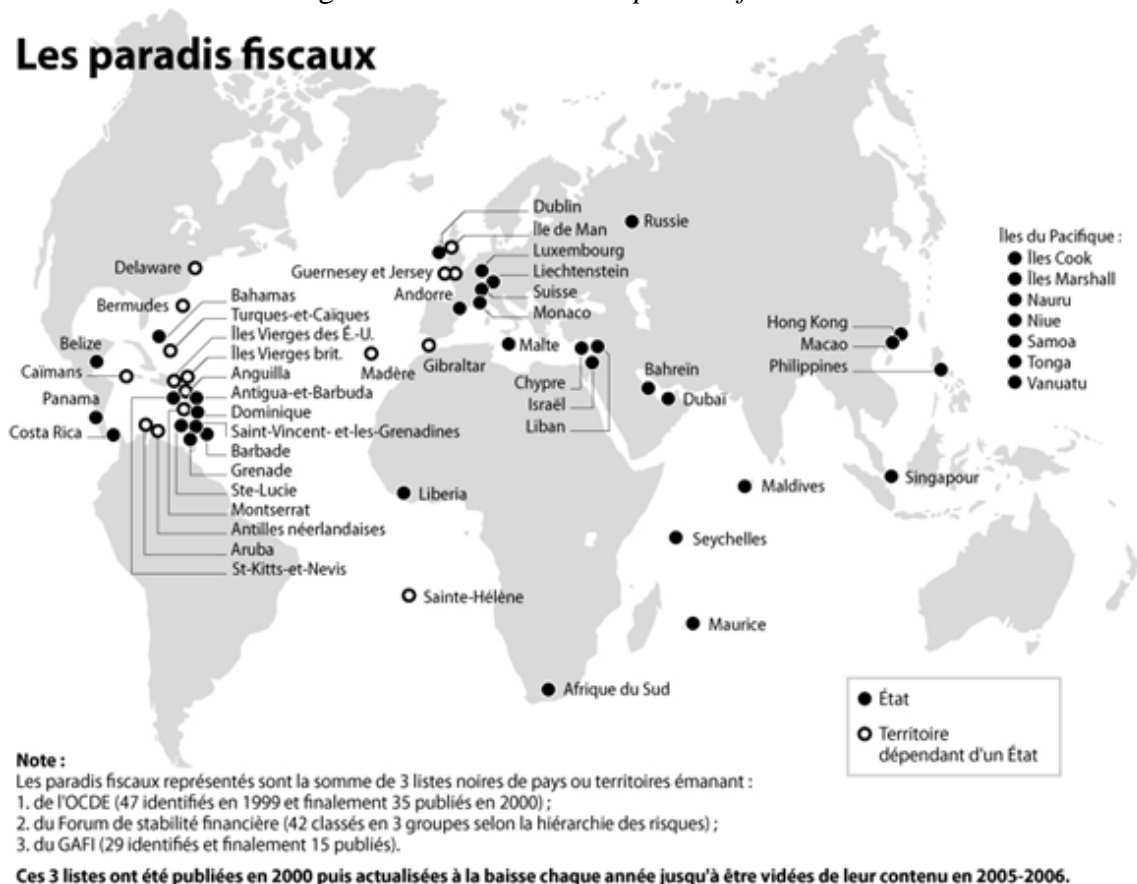 Les paradis fiscaux
Dublin
Île de Man
Luxembourg
Liechtenstein
Suisse
Monaco
Guernesey et Jersey
Andorre
Russie
Delaware
Bermudes
Bahamas
Turques-et-Caïques
Îles Vierges des É.-U.
Îles Vierges brit.
Anguilla
Antigua-et-Barbuda
Dominique
Saint-Vincent- et-les-Grenadines
Barbade
Grenade
Ste-Lucie
Montserrat
Antilles néerlandaises
Aruba
St-Kitts-et-Nevis
Belize
Caïmans
Panama
Costa Rica
Madère
Gibraltar
Malte
Chypre
Israël
Liban
Bahreïn
Dubaï
Hong Kong
Macao
Philippines
Îles du Pacifique :
Îles Cook
Îles Marshall
Nauru
Niue
Samoa
Tonga
Vanuatu
Liberia
Maldives
Singapour
Seychelles
Sainte-Hélène
Maurice
Afrique du Sud
État
Territoire
dépendant d'un État
Note :
Les paradis fiscaux représentés sont la somme de 3 listes noires de pays ou territoires émanant :
1. de l'OCDE (47 identifiés en 1999 et finalement 35 publiés en 2000) ;
2. du Forum de stabilité financière (42 classés en 3 groupes selon la hiérarchie des risques) ;
3. du GAFI (29 identifiés et finalement 15 publiés).
Ces 3 listes ont été publiées en 2000 puis actualisées à la baisse chaque année jusqu'à être vidées de leur contenu en 2005-2006.